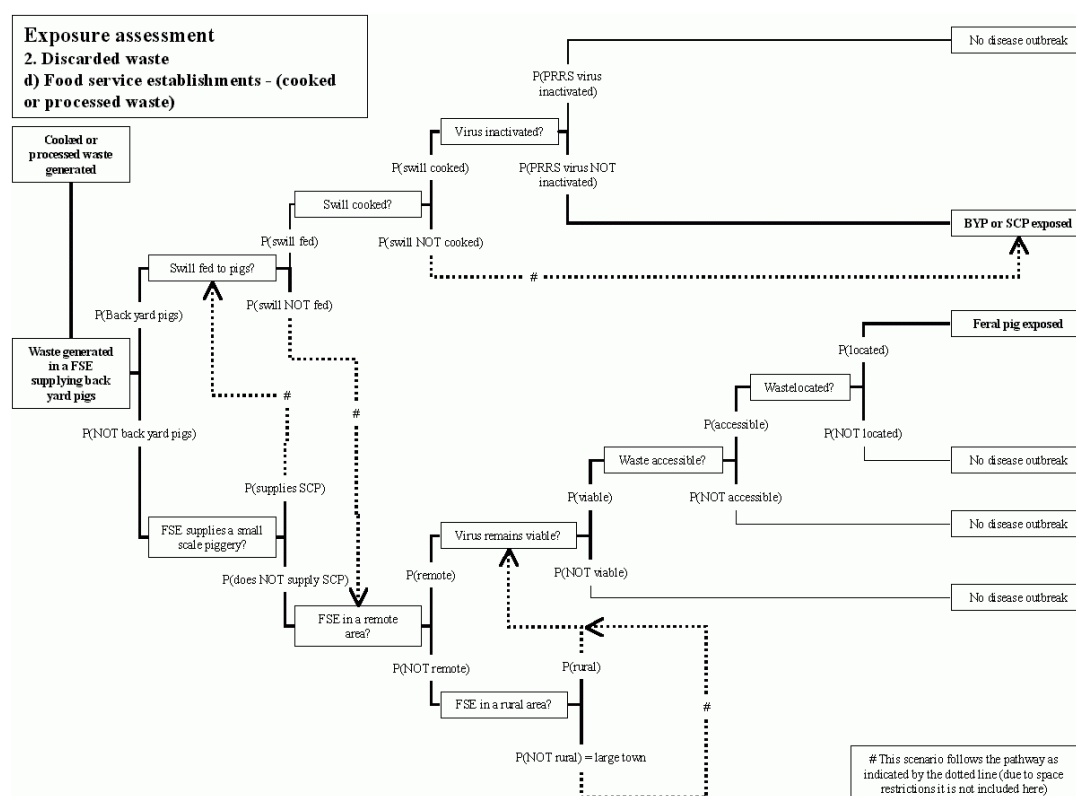 Exposure assessment
2. Discarded waste
d) Food service establishments - (cooked
or processed waste)
Cooked or
processed waste
generated
Waste generated
in a FSE
supplying back
yard pigs
P(Back yard pigs)
P(NOT back yard pigs)
Swill fed to pigs?
P(swill fed)
P(swill NOT fed)
Swill cooked?
P(swill cooked)
P(swill NOT cooked)
Virus inactivated?
P(PRRS virus
inactivated)
P(PRRS virus NOT
inactivated)
No disease outbreak
BYP or SCP exposed
#
#
#
FSE supplies a small
scale piggery?
P(supplies SCP)
P(does NOT supply SCP)
FSE in a remote
area?
P(remote)
P(NOT remote)
Virus remains viable?
P(viable)
P(NOT viable)
Waste accessible?
P(accessible)
P(NOT accessible)
Wastelocated?
P(located)
P(NOT located)
Feral pig exposed
No disease outbreak
No disease outbreak
No disease outbreak
FSE in a rural area?
P(rural)
P(NOT rural) = large town
#
# This scenario follows the pathway as
indicated by the dotted line (due to space
restrictions it is not included here)